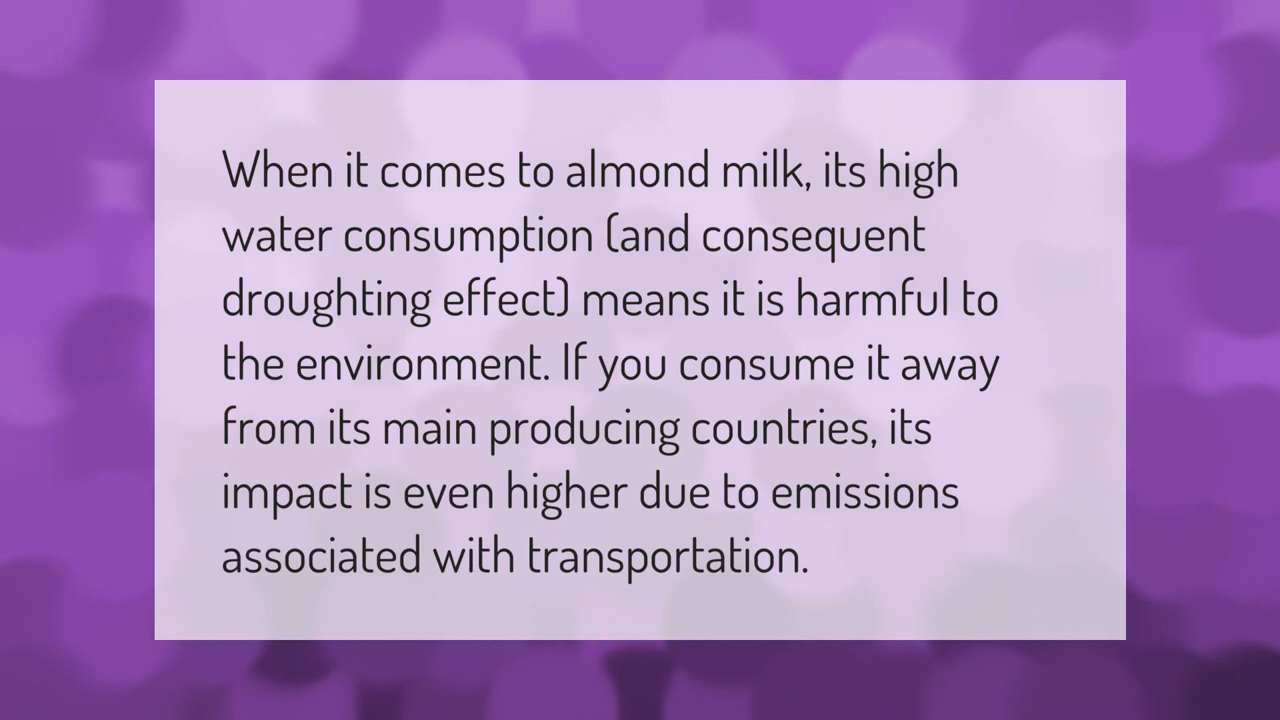 When it comes to almond milk, its high
water consumption (and consequent
droughting effect) means it is harmful to
the environment. If you consume it away
from its main producing countries, its
impact is even higher due to emissions
associated with transportation.